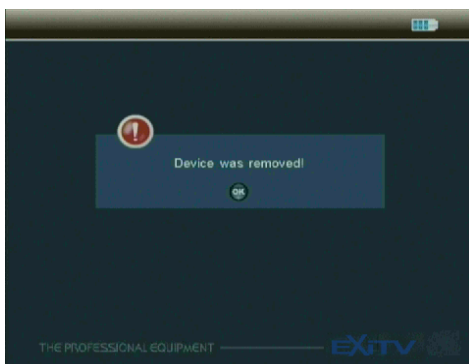 Device was removed!
OK
THE PROFESSIONAL EQUIPMENT
EXiTV